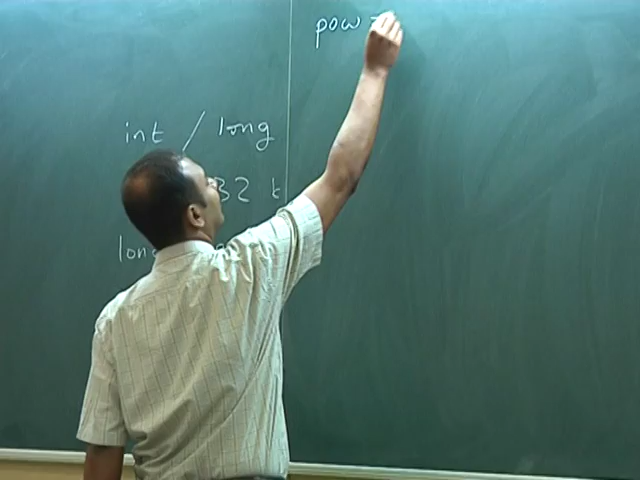 pow =
int / long
32
long